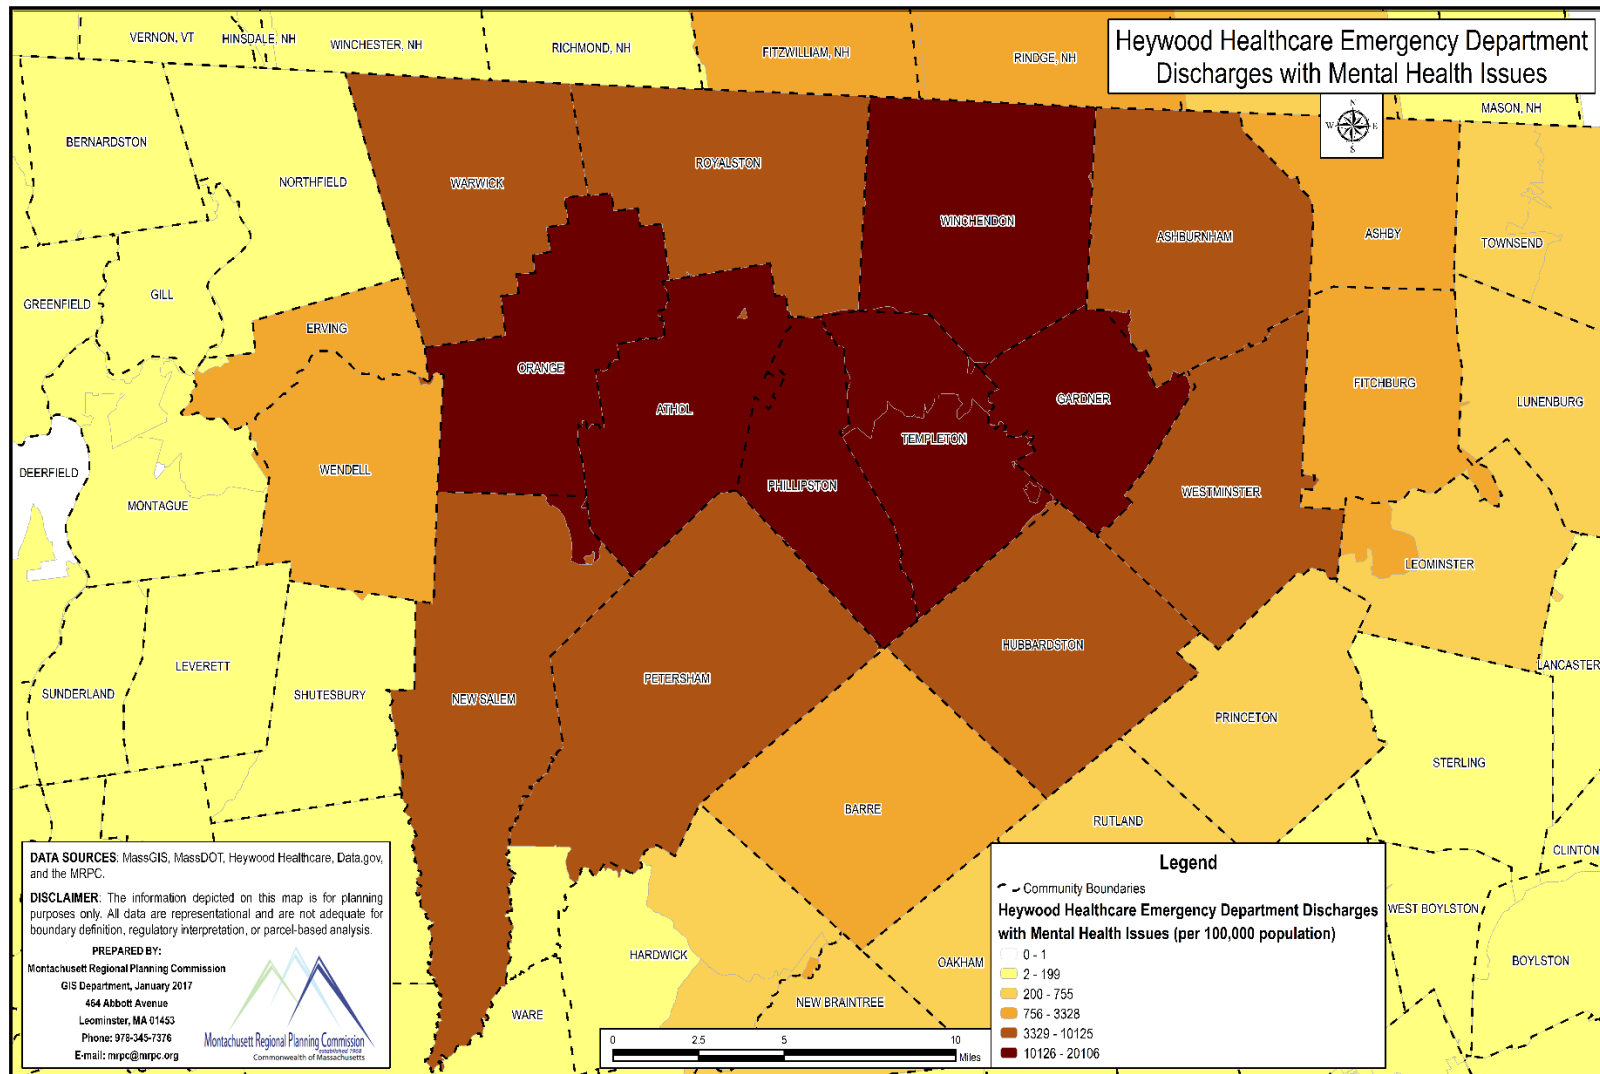 Heywood Healthcare Emergency Department
Discharges with Mental Health Issues
VERNON, VT
HINSDALE, NH
WINCHESTER, NH
RICHMOND, NH
FITZWILLIAM, NH
RINDGE, NH
MASON, NH
N
W E
S
BERNARDSTON
NORTHFIELD
WARWICK
ROYALSTON
WINCHENDON
ASHBURNHAM
ASHBY
TOWNSEND
GREENFIELD
GILL
ERVING
ORANGE
ATHOL
PHILLIPSTON
TEMPLETON
GARDNER
WESTMINSTER
FITCHBURG
LUNENBURG
DEERFIELD
MONTAGUE
WENDELL
LEOMINSTER
SUNDERLAND
LEVERETT
SHUTESBURY
NEW SALEM
PETERSHAM
HUBBARDSTON
PRINCETON
LANCASTER
STERLING
BARRE
RUTLAND
CLINTON
HARDWICK
OAKHAM
WEST BOYLSTON
BOYLSTON
WARE
NEW BRAINTREE
DATA SOURCES: MassGIS, MassDOT, Heywood Healthcare, Data.gov,
and the MRPC.
DISCLAIMER: The information depicted on this map is for planning
purposes only. All data are representational and are not adequate for
boundary definition, regulatory interpretation, or parcel-based analysis.
PREPARED BY:
Montachusett Regional Planning Commission
GIS Department, January 2017
464 Abbott Avenue
Leominster, MA 01453
Phone: 978-345-7376
E-mail: mrpc@mrpc.org
Montachusett Regional Planning Commission
established 1968
Commonwealth of Massachusetts
0 2.5 5 10
Miles
Legend
Community Boundaries
Heywood Healthcare Emergency Department Discharges
with Mental Health Issues (per 100,000 population)
0 - 1
2 - 199
200 - 755
756 - 3328
3329 - 10125
10126 - 20106